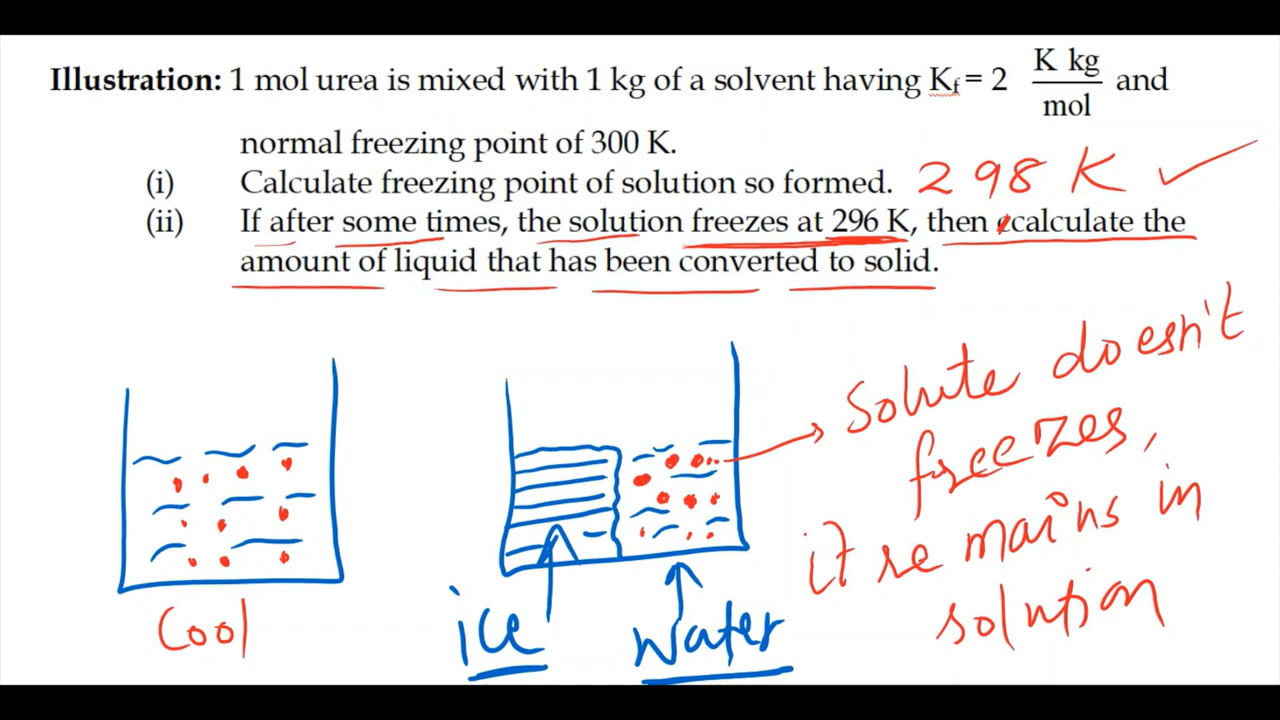 Illustration: 1 mol urea is mixed with 1 kg of a solvent having Kf = 2 K kg/mol and
normal freezing point of 300 K.
(i) Calculate freezing point of solution so formed. 298 K ✓
(ii) If after some times, the solution freezes at 296 K, then calculate the
amount of liquid that has been converted to solid.
Solute doesn't
freezes,
it remains in
solution
Cool
ice
water